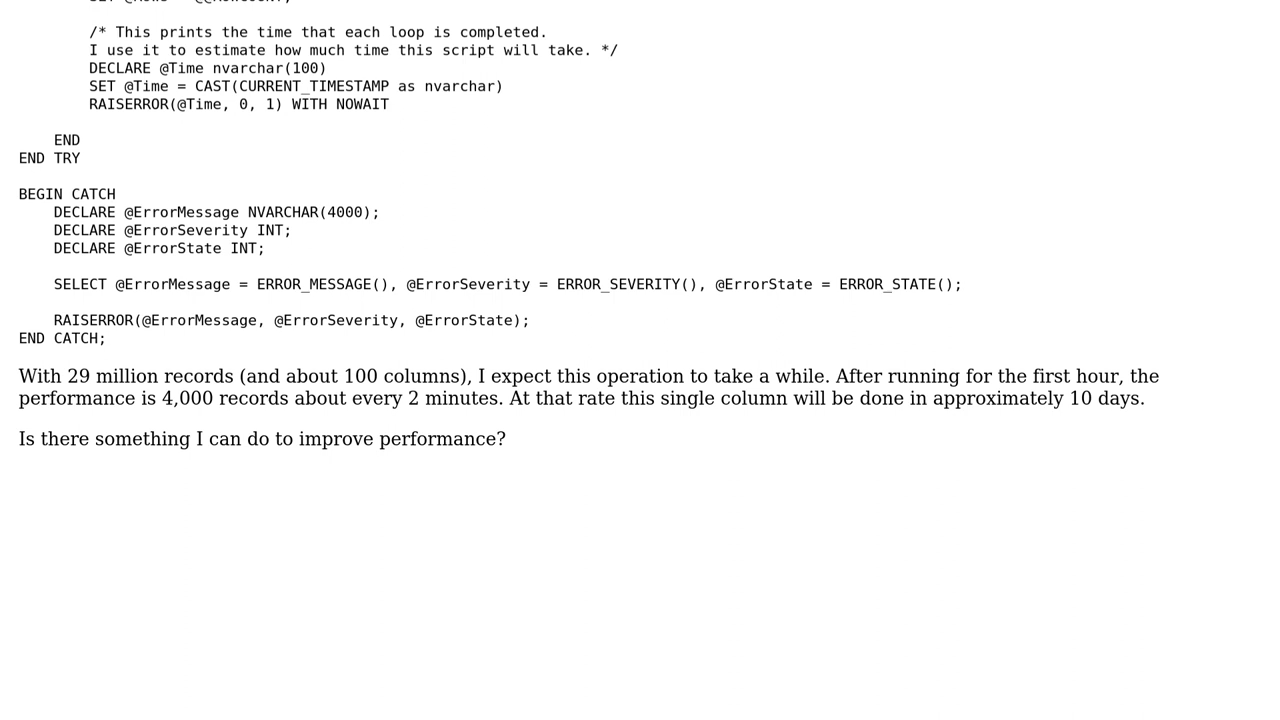 /* This prints the time that each loop is completed.
I use it to estimate how much time this script will take. */
DECLARE @Time nvarchar(100)
SET @Time = CAST(CURRENT_TIMESTAMP as nvarchar)
RAISERROR(@Time, 0, 1) WITH NOWAIT
END
END TRY
BEGIN CATCH
DECLARE @ErrorMessage NVARCHAR(4000);
DECLARE @ErrorSeverity INT;
DECLARE @ErrorState INT;
SELECT @ErrorMessage = ERROR_MESSAGE(), @ErrorSeverity = ERROR_SEVERITY(), @ErrorState = ERROR_STATE();
RAISERROR(@ErrorMessage, @ErrorSeverity, @ErrorState);
END CATCH;
With 29 million records (and about 100 columns), I expect this operation to take a while. After running for the first hour, the
performance is 4,000 records about every 2 minutes. At that rate this single column will be done in approximately 10 days.
Is there something I can do to improve performance?